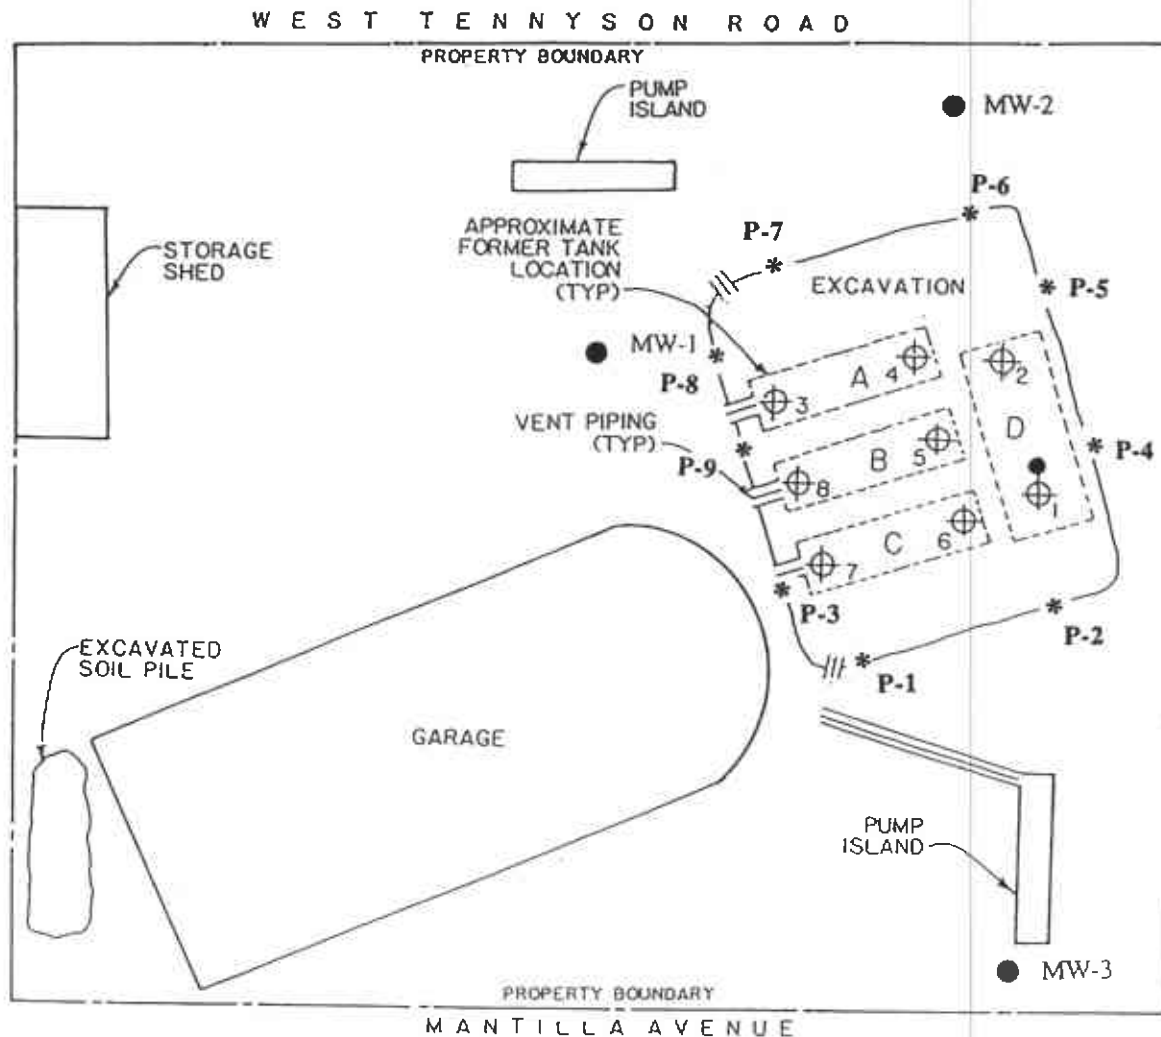 WEST TENNYSON ROAD
PROPERTY BOUNDARY
PUMP
ISLAND
MW-2
P-6
APPROXIMATE
FORMER TANK
LOCATION
(TYP)
P-7
STORAGE
SHED
EXCAVATION
P-5
MW-1
P-8
A
4
2
3
VENT PIPING
(TYP)
P-9
B
5
D
P-4
8
1
C
6
7
P-3
P-2
EXCAVATED
SOIL PILE
P-1
GARAGE
PUMP
ISLAND
MW-3
PROPERTY BOUNDARY
MANTILLA AVENUE